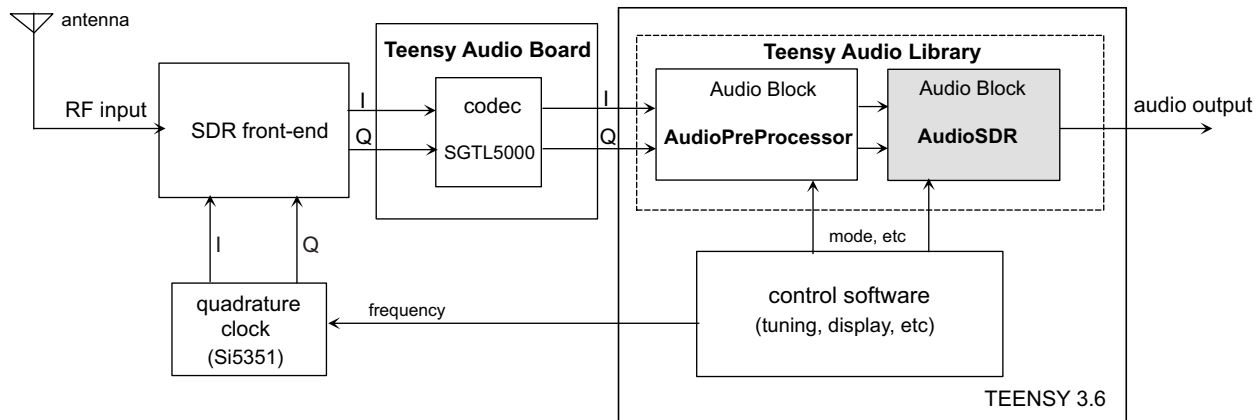 antenna
RF input
SDR front-end
I
Q
Teensy Audio Board
codec
SGTL5000
I
Q
I
Q
quadrature
clock
(Si5351)
frequency
Teensy Audio Library
Audio Block
AudioPreProcessor
Audio Block
AudioSDR
audio output
mode, etc
control software
(tuning, display, etc)
TEENSY 3.6